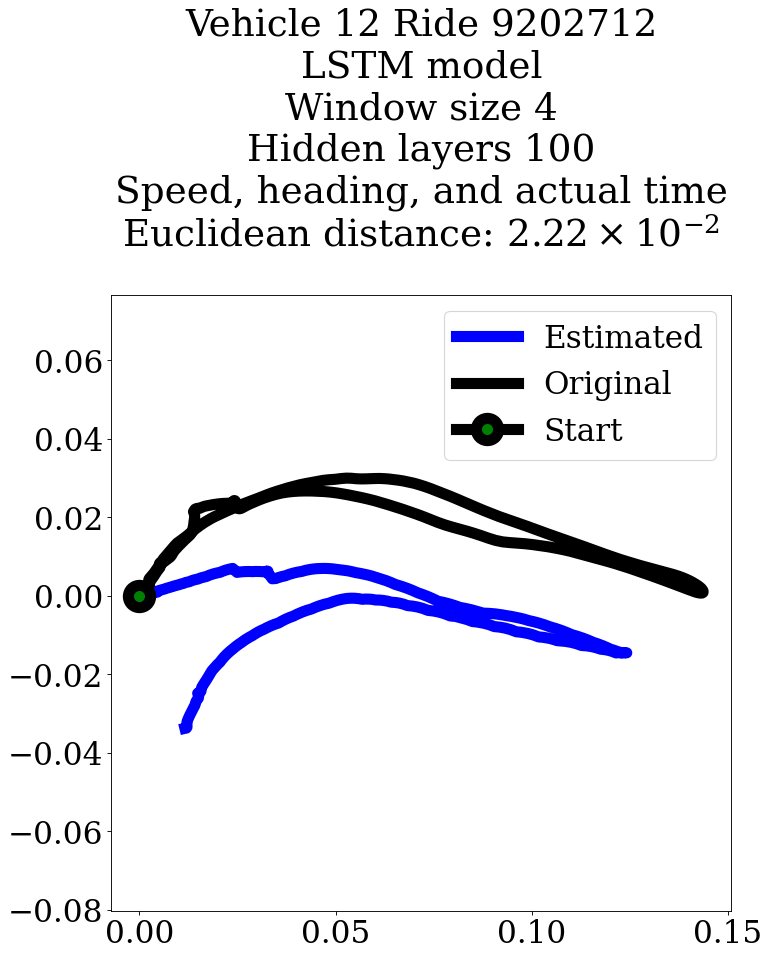 Vehicle 12 Ride 9202712
LSTM model
Window size 4
Hidden layers 100
Speed, heading, and actual time
Euclidean distance: 2.22 × 10⁻²
Estimated
Original
Start
0.06
0.04
0.02
0.00
−0.02
−0.04
−0.06
−0.08
0.00 0.05 0.10 0.15